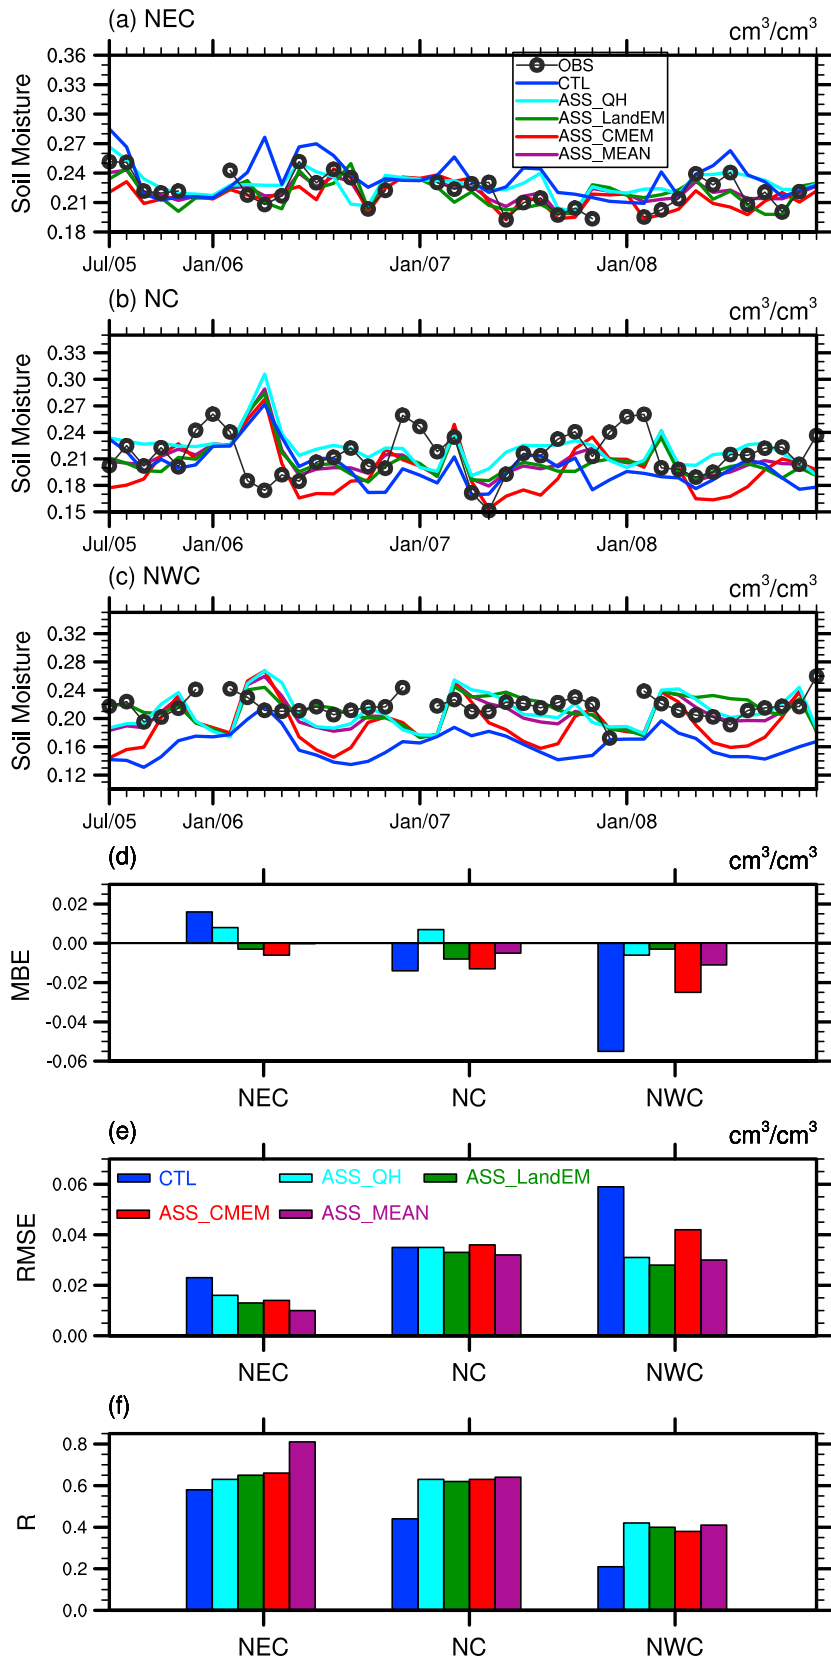 (a) NEC
cm³/cm³
Soil Moisture
0.36
0.33
0.30
0.27
0.24
0.21
0.18
OBS
CTL
ASS_QH
ASS_LandEM
ASS_CMEM
ASS_MEAN
Jul/05 Jan/06 Jan/07 Jan/08
(b) NC
cm³/cm³
Soil Moisture
0.33
0.30
0.27
0.24
0.21
0.18
0.15
Jul/05 Jan/06 Jan/07 Jan/08
(c) NWC
cm³/cm³
Soil Moisture
0.32
0.28
0.24
0.20
0.16
0.12
Jul/05 Jan/06 Jan/07 Jan/08
(d)
cm³/cm³
MBE
0.02
0.00
-0.02
-0.04
-0.06
NEC NC NWC
(e)
cm³/cm³
RMSE
0.06
0.04
0.02
0.00
CTL ASS_QH ASS_LandEM
ASS_CMEM ASS_MEAN
NEC NC NWC
(f)
R
0.8
0.6
0.4
0.2
0.0
NEC NC NWC